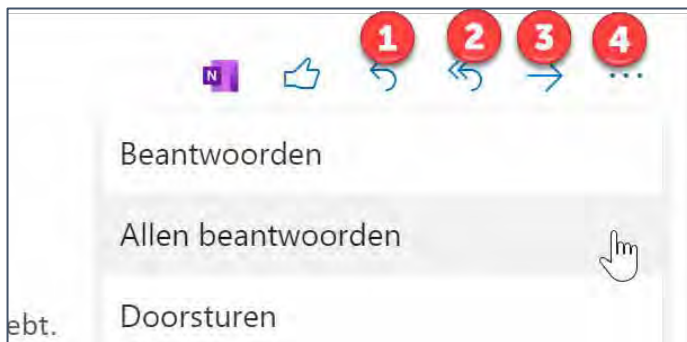 1 2 3 4
N
Beantwoorden
Allen beantwoorden
Doorsturen
ebt.